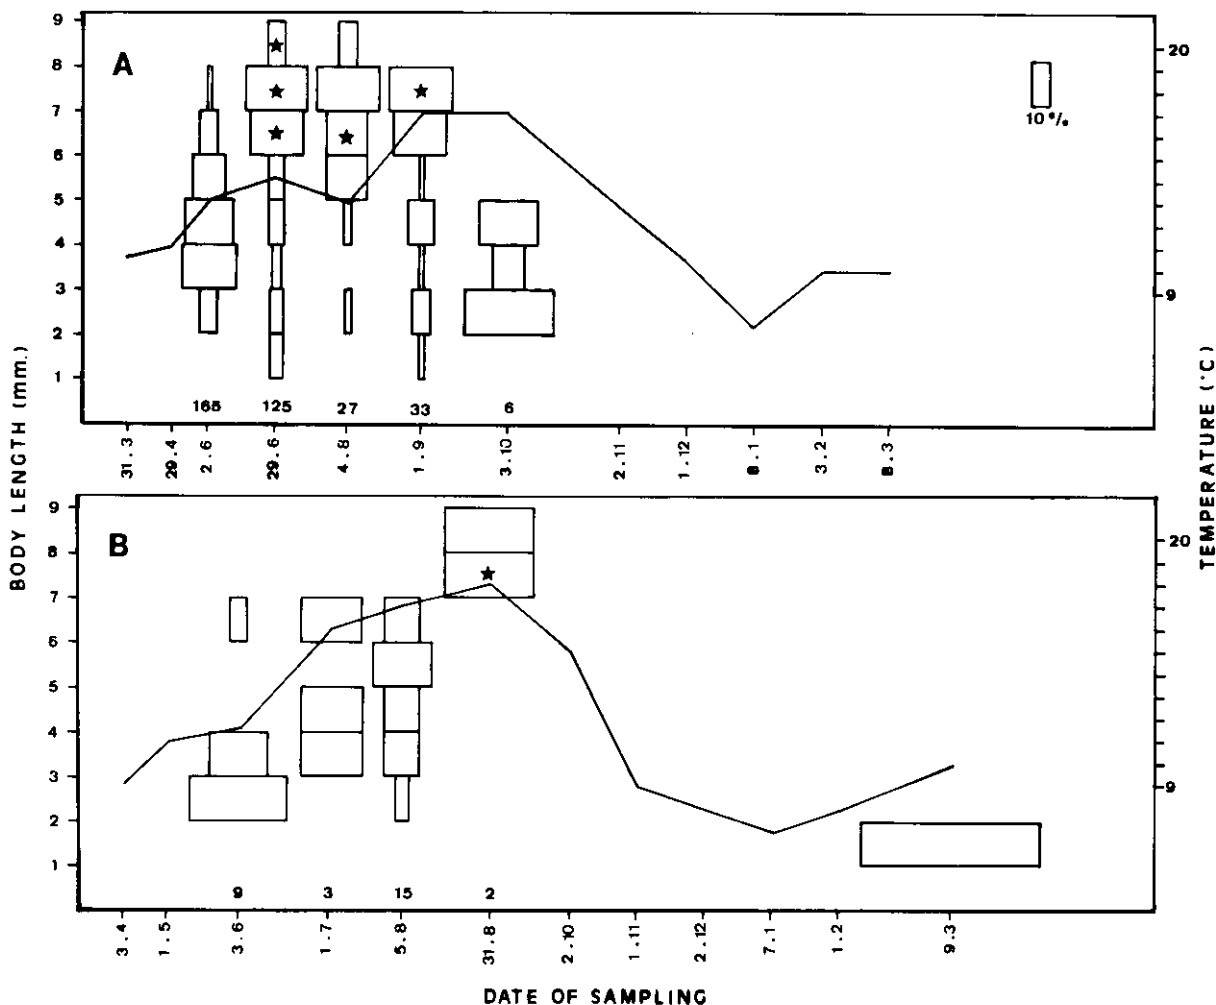 A
10%
9
8
7
6
5
4
3
2
1
20
9
168 125 27 33 6
31.3 29.4 2.6 29.6 4.8 1.9 3.10 2.11 1.12 8.1 3.2 8.3
BODY LENGTH (mm.)
TEMPERATURE (°C)
B
9
8
7
6
5
4
3
2
1
20
9
9 3 15 2
3.4 1.5 3.6 1.7 5.8 31.8 2.10 1.11 2.12 7.1 1.2 9.3
DATE OF SAMPLING